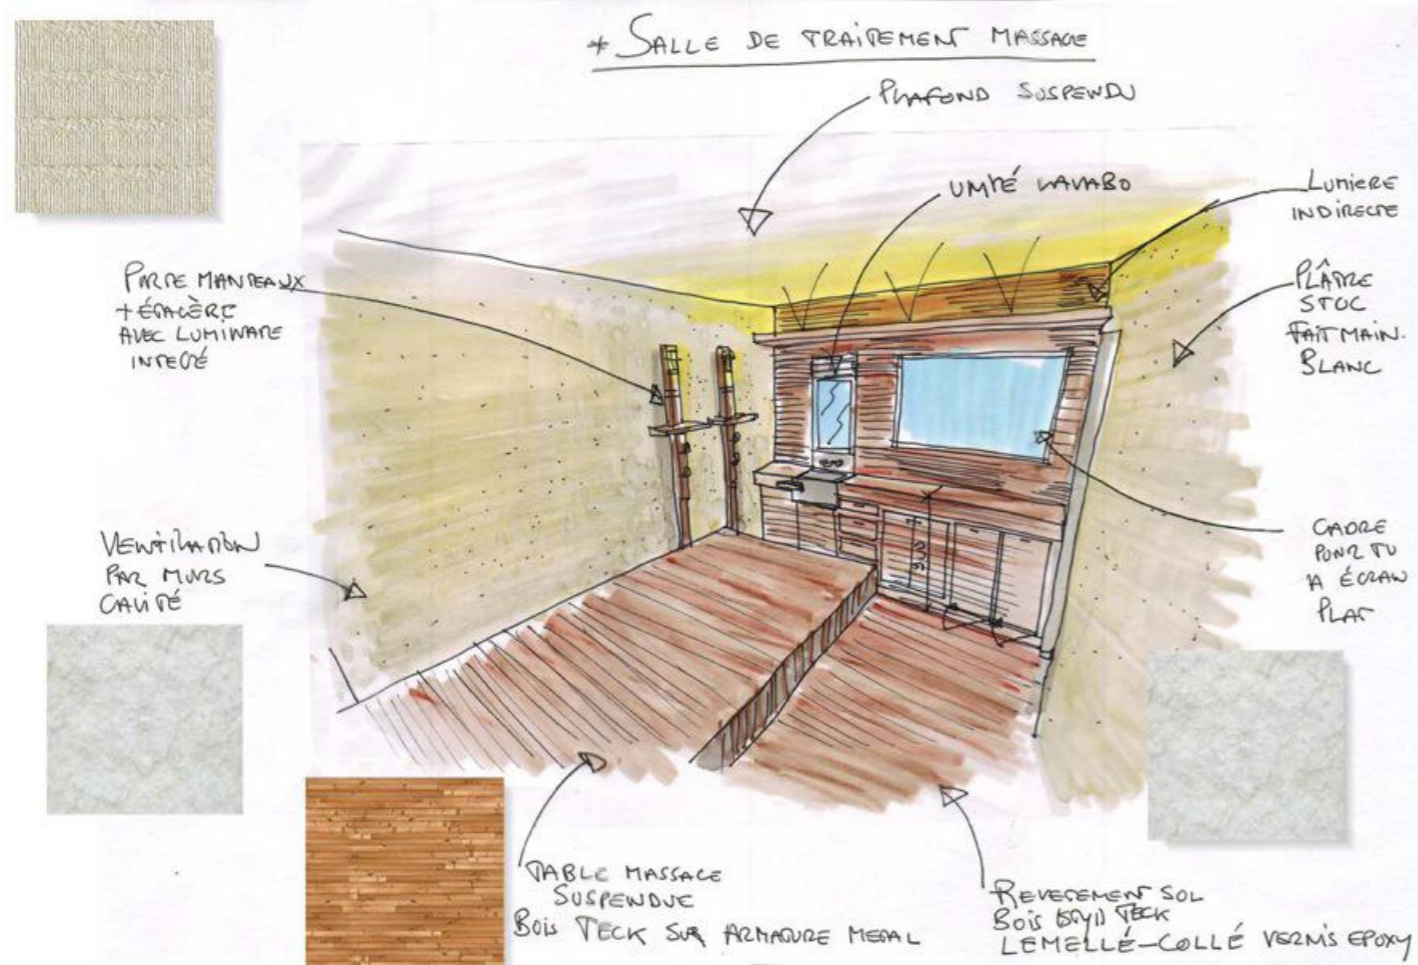 * SALLE DE TRAITEMENT MASSAGE
PLAFOND SUSPENDU
UNITÉ LAVABO
LUMIERE
INDIRECTE
PORTE MANTEAUX
+ ÉTAGÈRE
AVEC LUMINAIRE
INTEGRÉ
PLÂTRE
STUC
FAIT MAIN.
BLANC
VENTILATION
PAR MURS
CAVITÉ
CADRE
POUR TV
A ÉCRAN
PLAT
TABLE MASSAGE
SUSPENDUE
BOIS TECK SUR ARMATURE METAL
REVETEMENT SOL
BOIS TECK
LEMELLÉ-COLLÉ VERNIS EPOXY